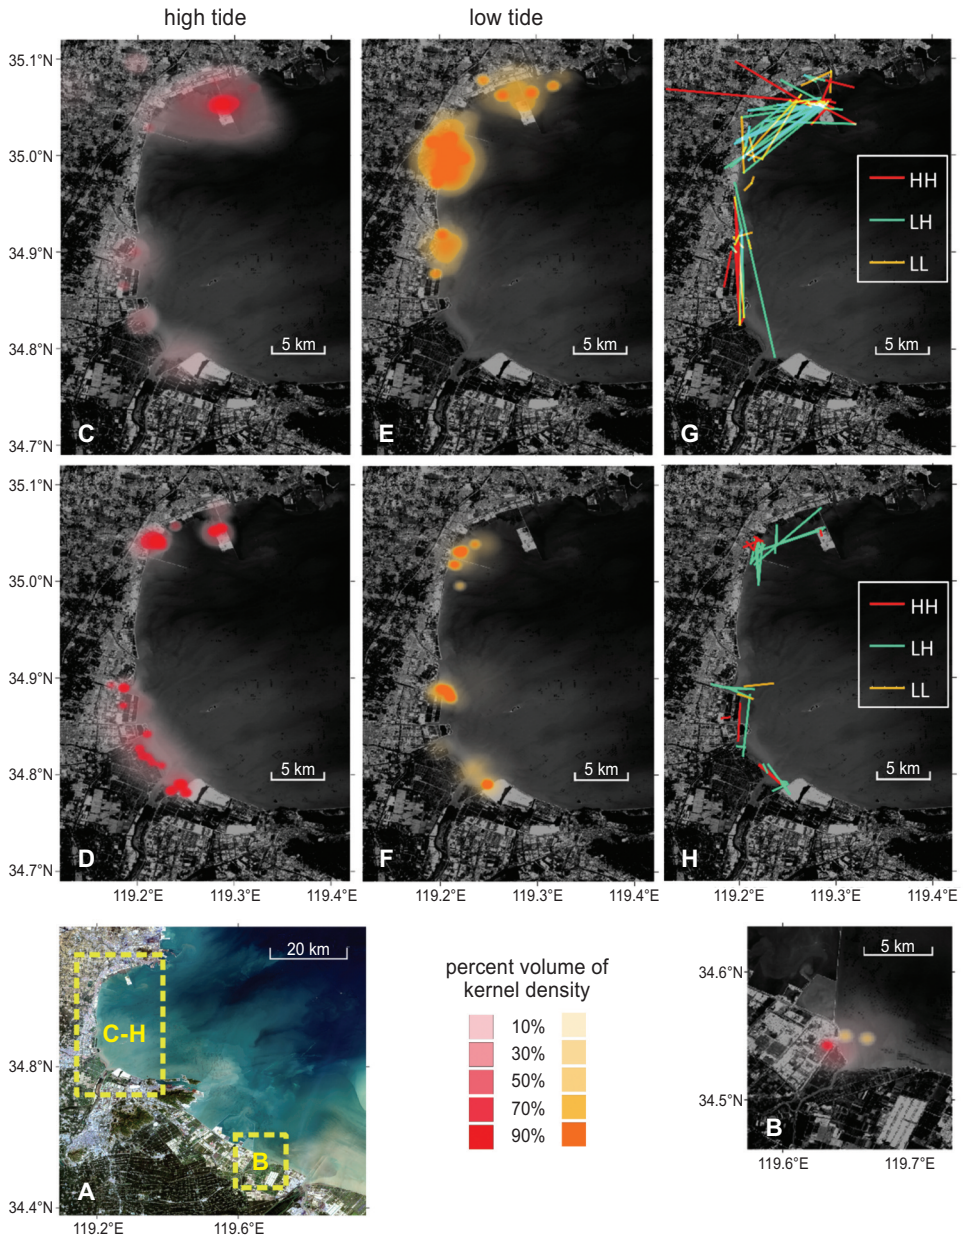 high tide
low tide
35.1°N
35.0°N
34.9°N
34.8°N
34.7°N
5 km
C
5 km
E
HH
LH
LL
5 km
G
35.1°N
35.0°N
34.9°N
34.8°N
34.7°N
5 km
D
5 km
F
HH
LH
LL
5 km
H
119.2°E
119.3°E
119.4°E
119.2°E
119.3°E
119.4°E
119.2°E
119.3°E
119.4°E
20 km
C-H
B
A
34.8°N
34.4°N
119.2°E
119.6°E
percent volume of
kernel density
10%
30%
50%
70%
90%
5 km
34.6°N
34.5°N
B
119.6°E
119.7°E